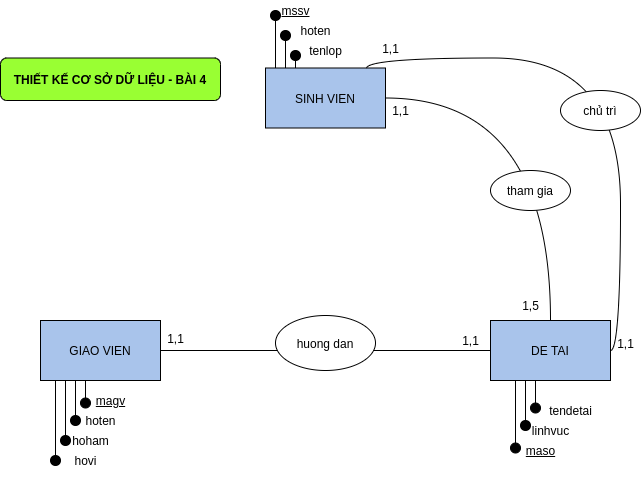 mssv
hoten
tenlop
1,1
THIẾT KẾ CƠ SỞ DỮ LIỆU - BÀI 4
SINH VIEN
1,1
chủ trì
tham gia
1,5
1,1
GIAO VIEN
huong dan
1,1
DE TAI
1,1
magv
hoten
hoham
hovi
tendetai
linhvuc
maso